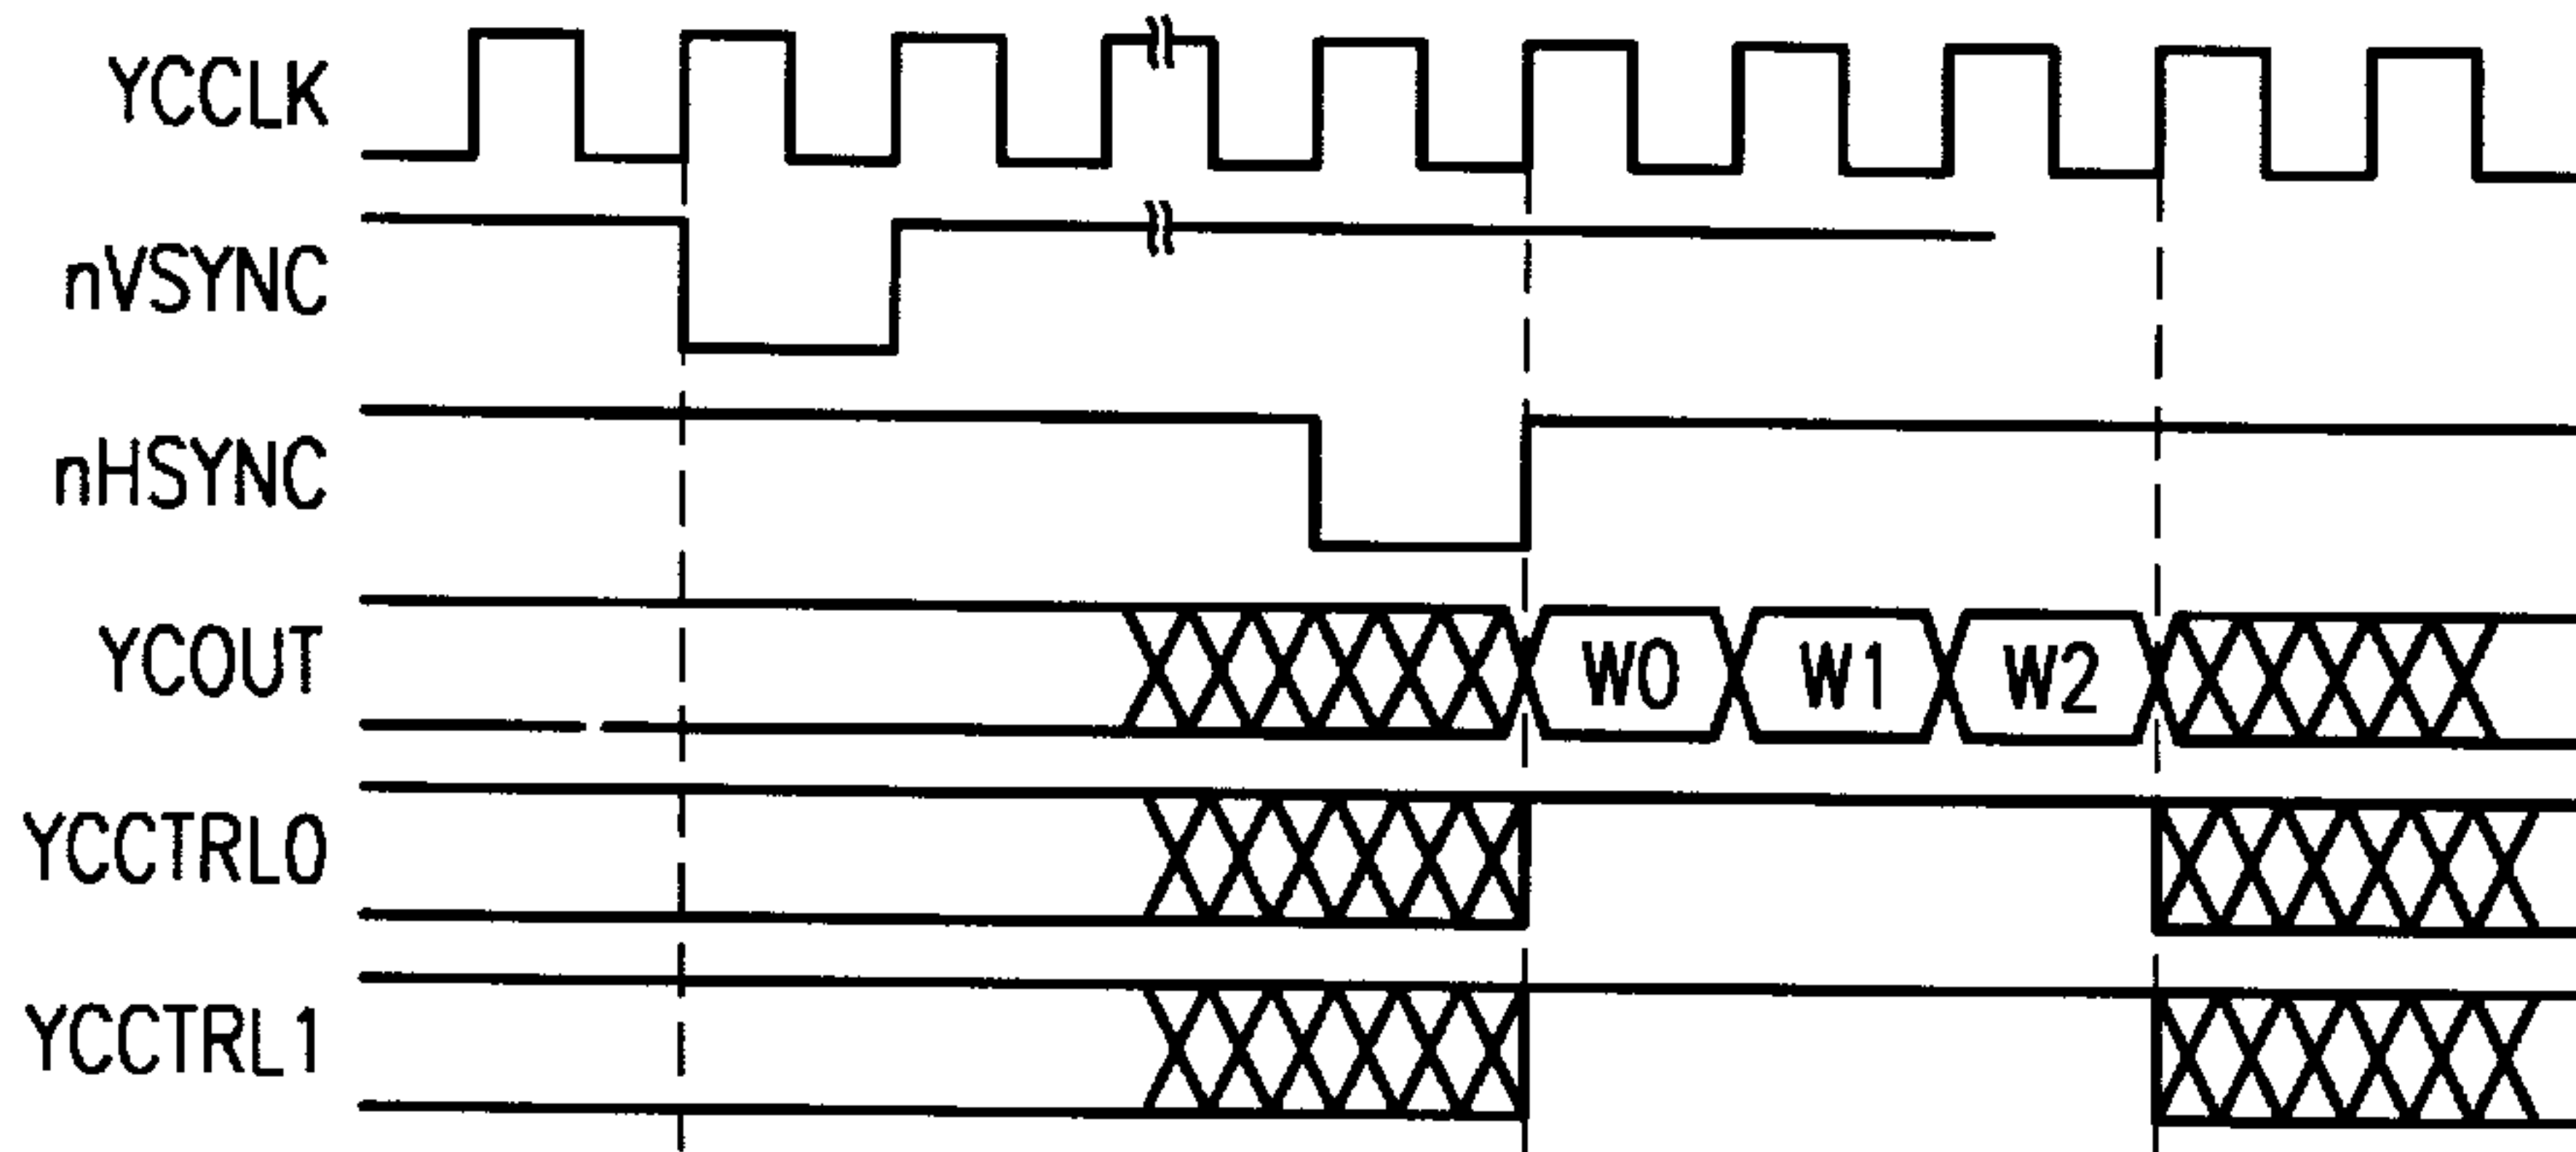 YCCLK
nVSYNC
nHSYNC
YCOUT W0 W1 W2
YCCTRL0
YCCTRL1